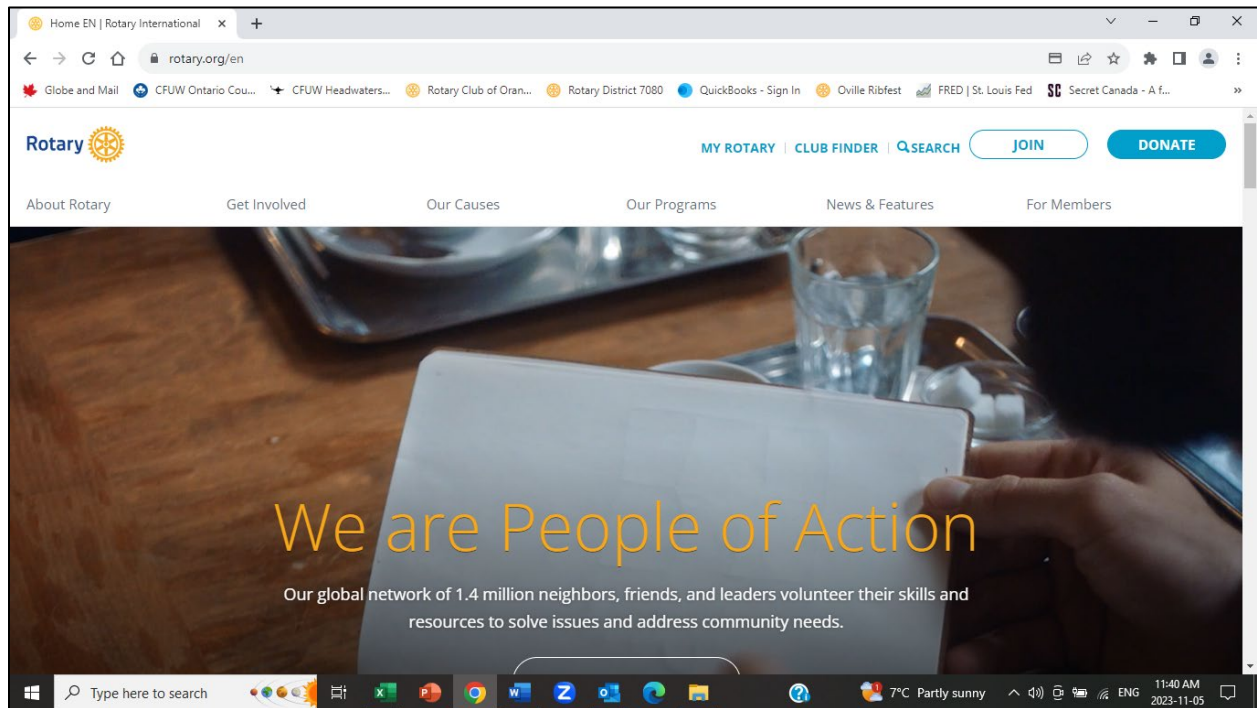 Home EN | Rotary International
rotary.org/en
Globe and Mail CFUW Ontario Cou... CFUW Headwaters... Rotary Club of Oran... Rotary District 7080 QuickBooks - Sign In Oville Ribfest FRED | St. Louis Fed SC Secret Canada - A f... »
Rotary
MY ROTARY | CLUB FINDER | SEARCH JOIN DONATE
About Rotary Get Involved Our Causes Our Programs News & Features For Members
We are People of Action
Our global network of 1.4 million neighbors, friends, and leaders volunteer their skills and
resources to solve issues and address community needs.
Type here to search 7°C Partly sunny ENG 11:40 AM
2023-11-05